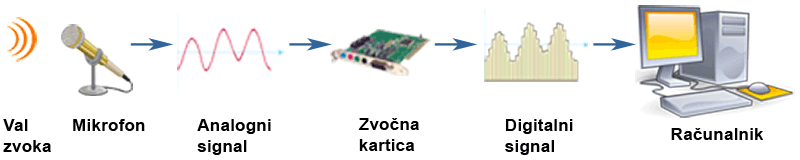 Val
zvoka
Mikrofon
Analogni
signal
Zvočna
kartica
Digitalni
signal
Računalnik